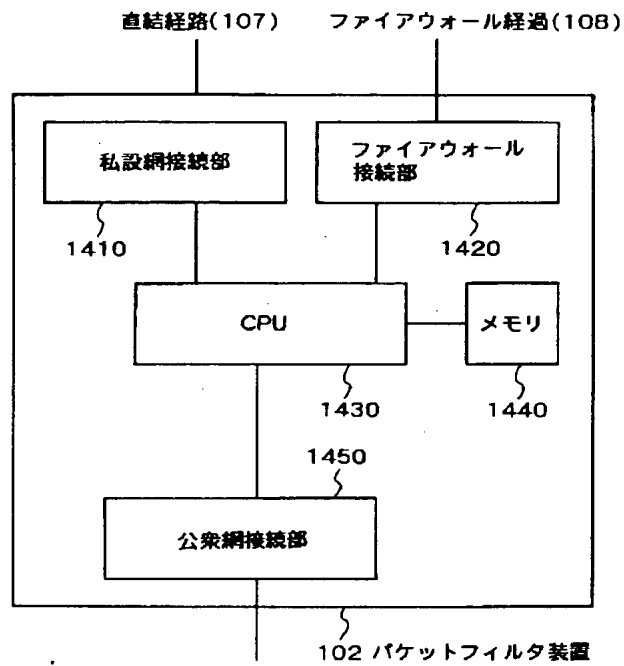 直結経路(107)
ファイアウォール経過(108)
私設網接続部
ファイアウォール
接続部
1410
1420
CPU
メモリ
1430
1440
1450
公衆網接続部
102 パケットフィルタ装置